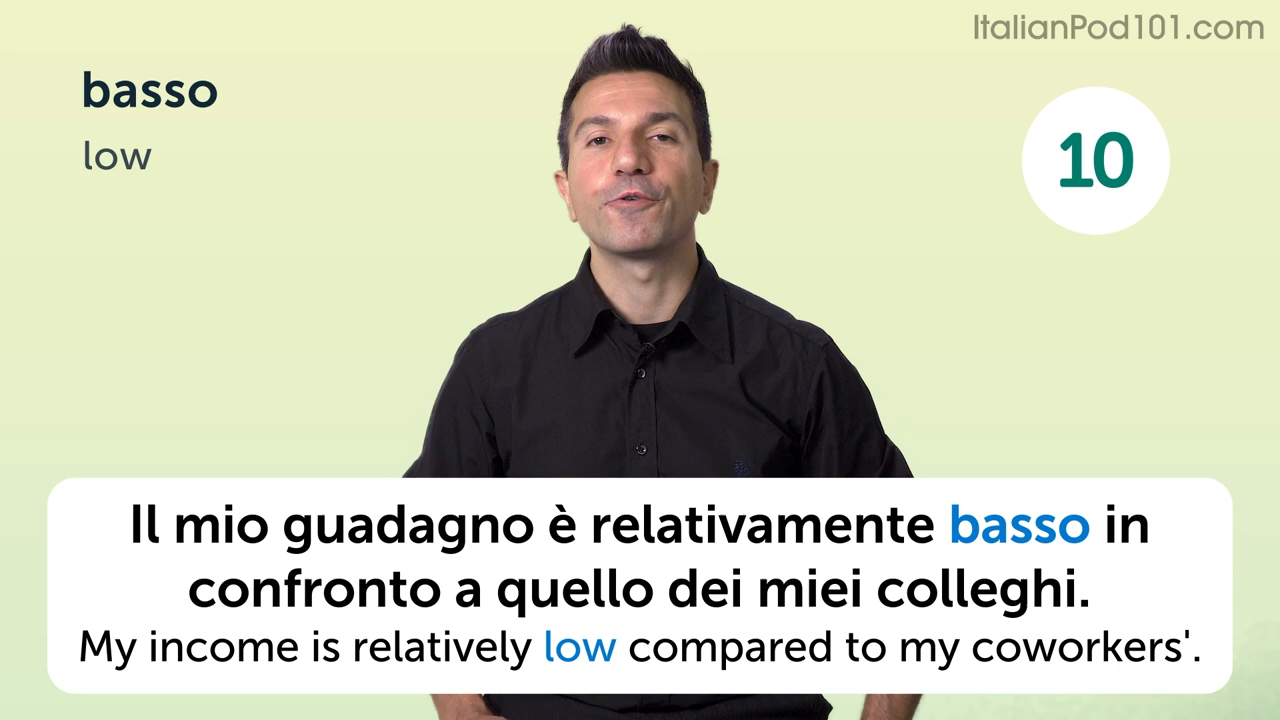 ItalianPod101.com
basso
low
10
Il mio guadagno è relativamente basso in
confronto a quello dei miei colleghi.
My income is relatively low compared to my coworkers'.